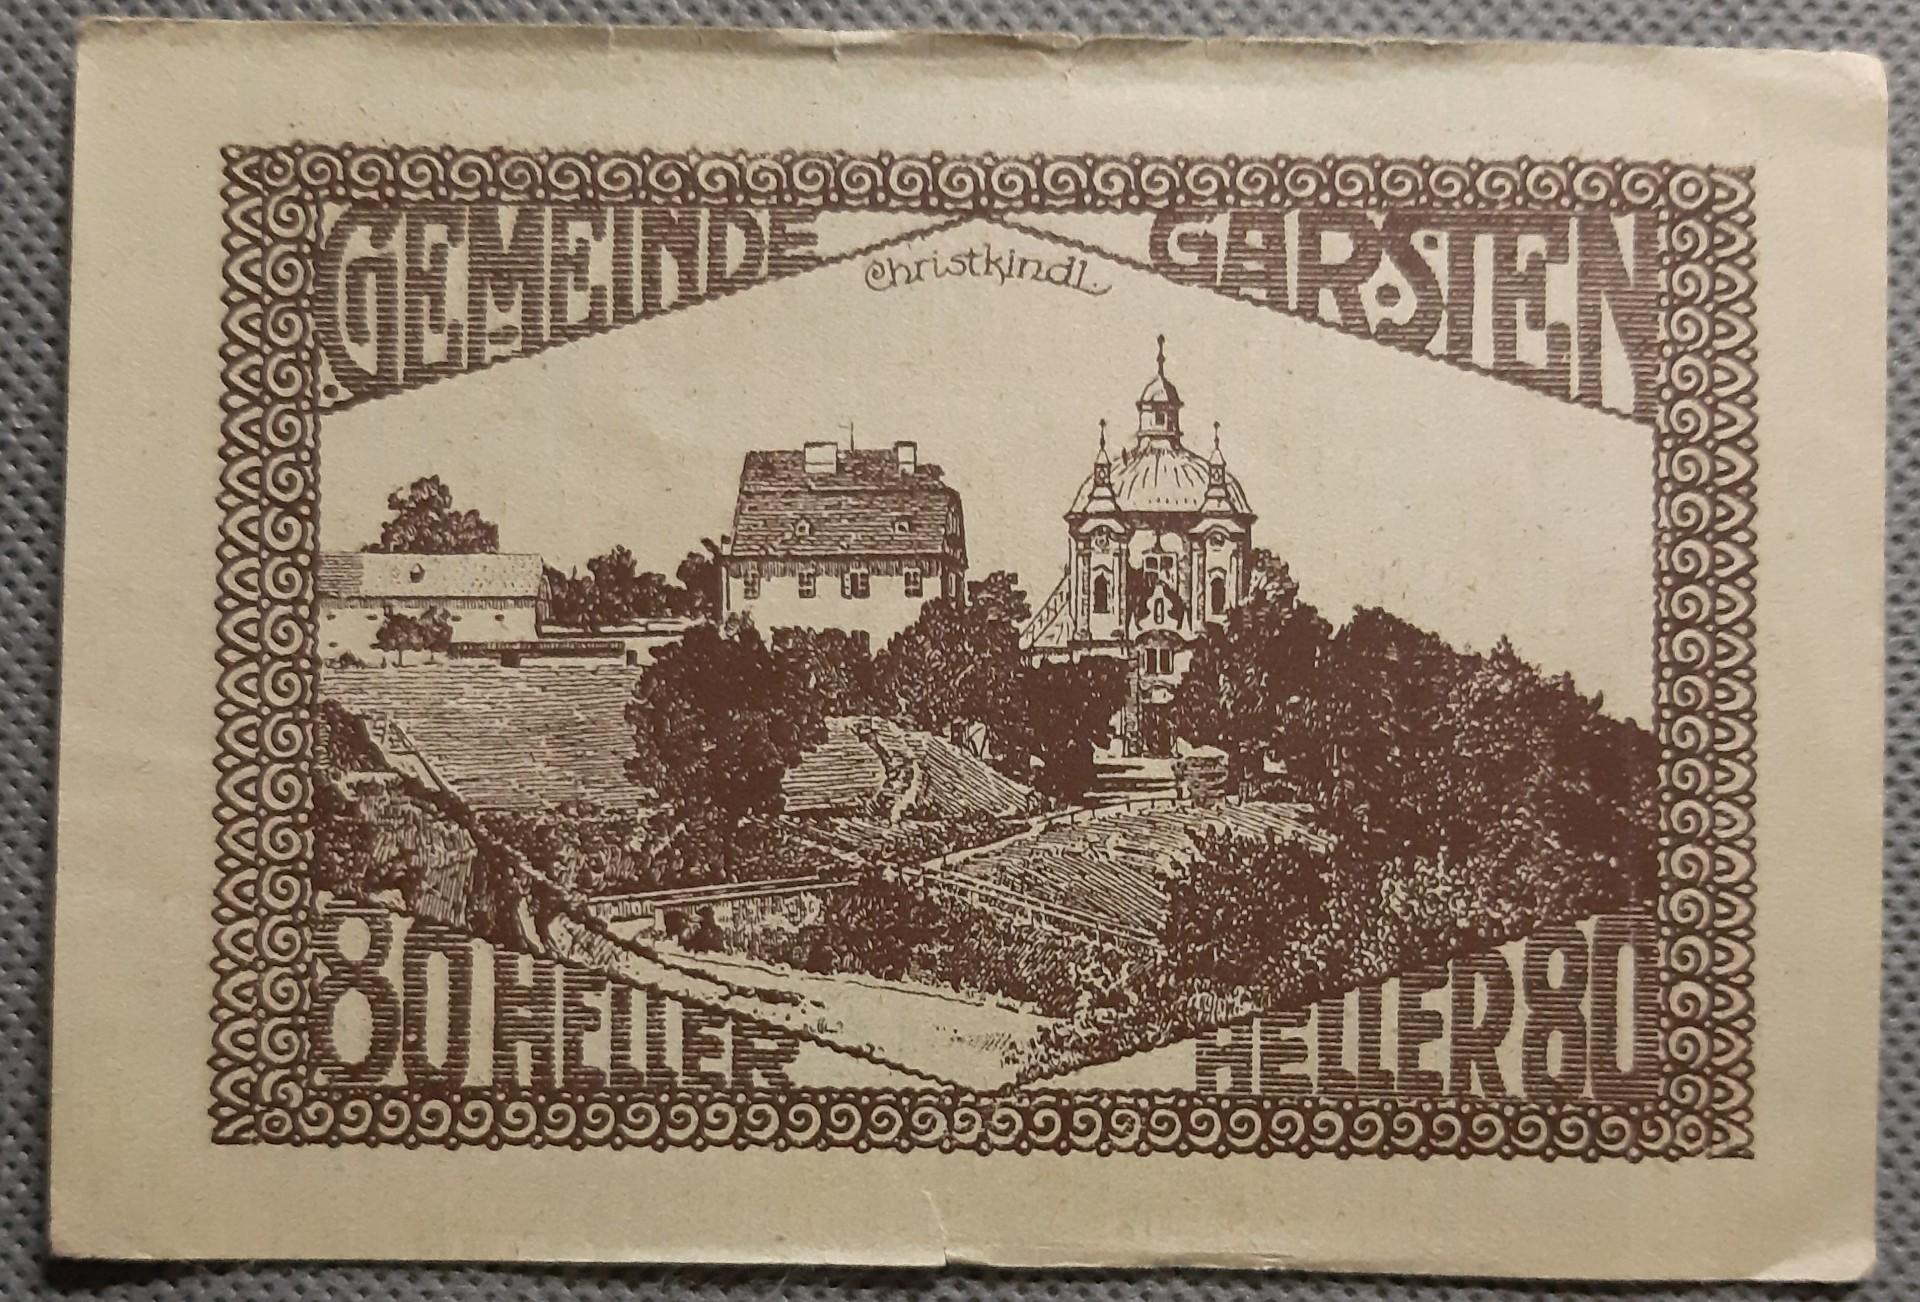 GEMEINDE GARSTEN
Christkindl.
80 HELLER HELLER 80